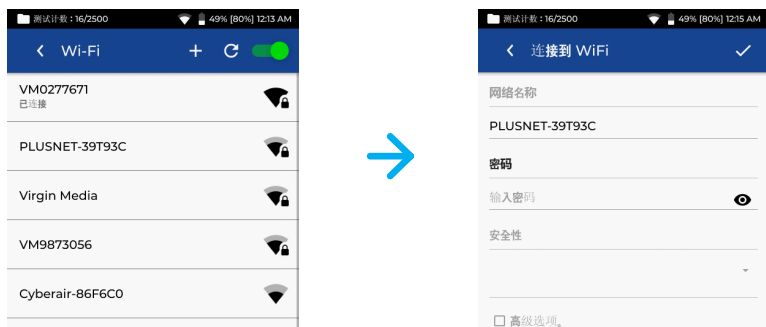 测试计数：16/2500 49% [80%] 12:13 AM
Wi-Fi
VM0277671
已连接
PLUSNET-39T93C
Virgin Media
VM9873056
Cyberair-86F6C0
测试计数：16/2500 49% [80%] 12:15 AM
连接到 WiFi
网络名称
PLUSNET-39T93C
密码
输入密码
安全性
高级选项。